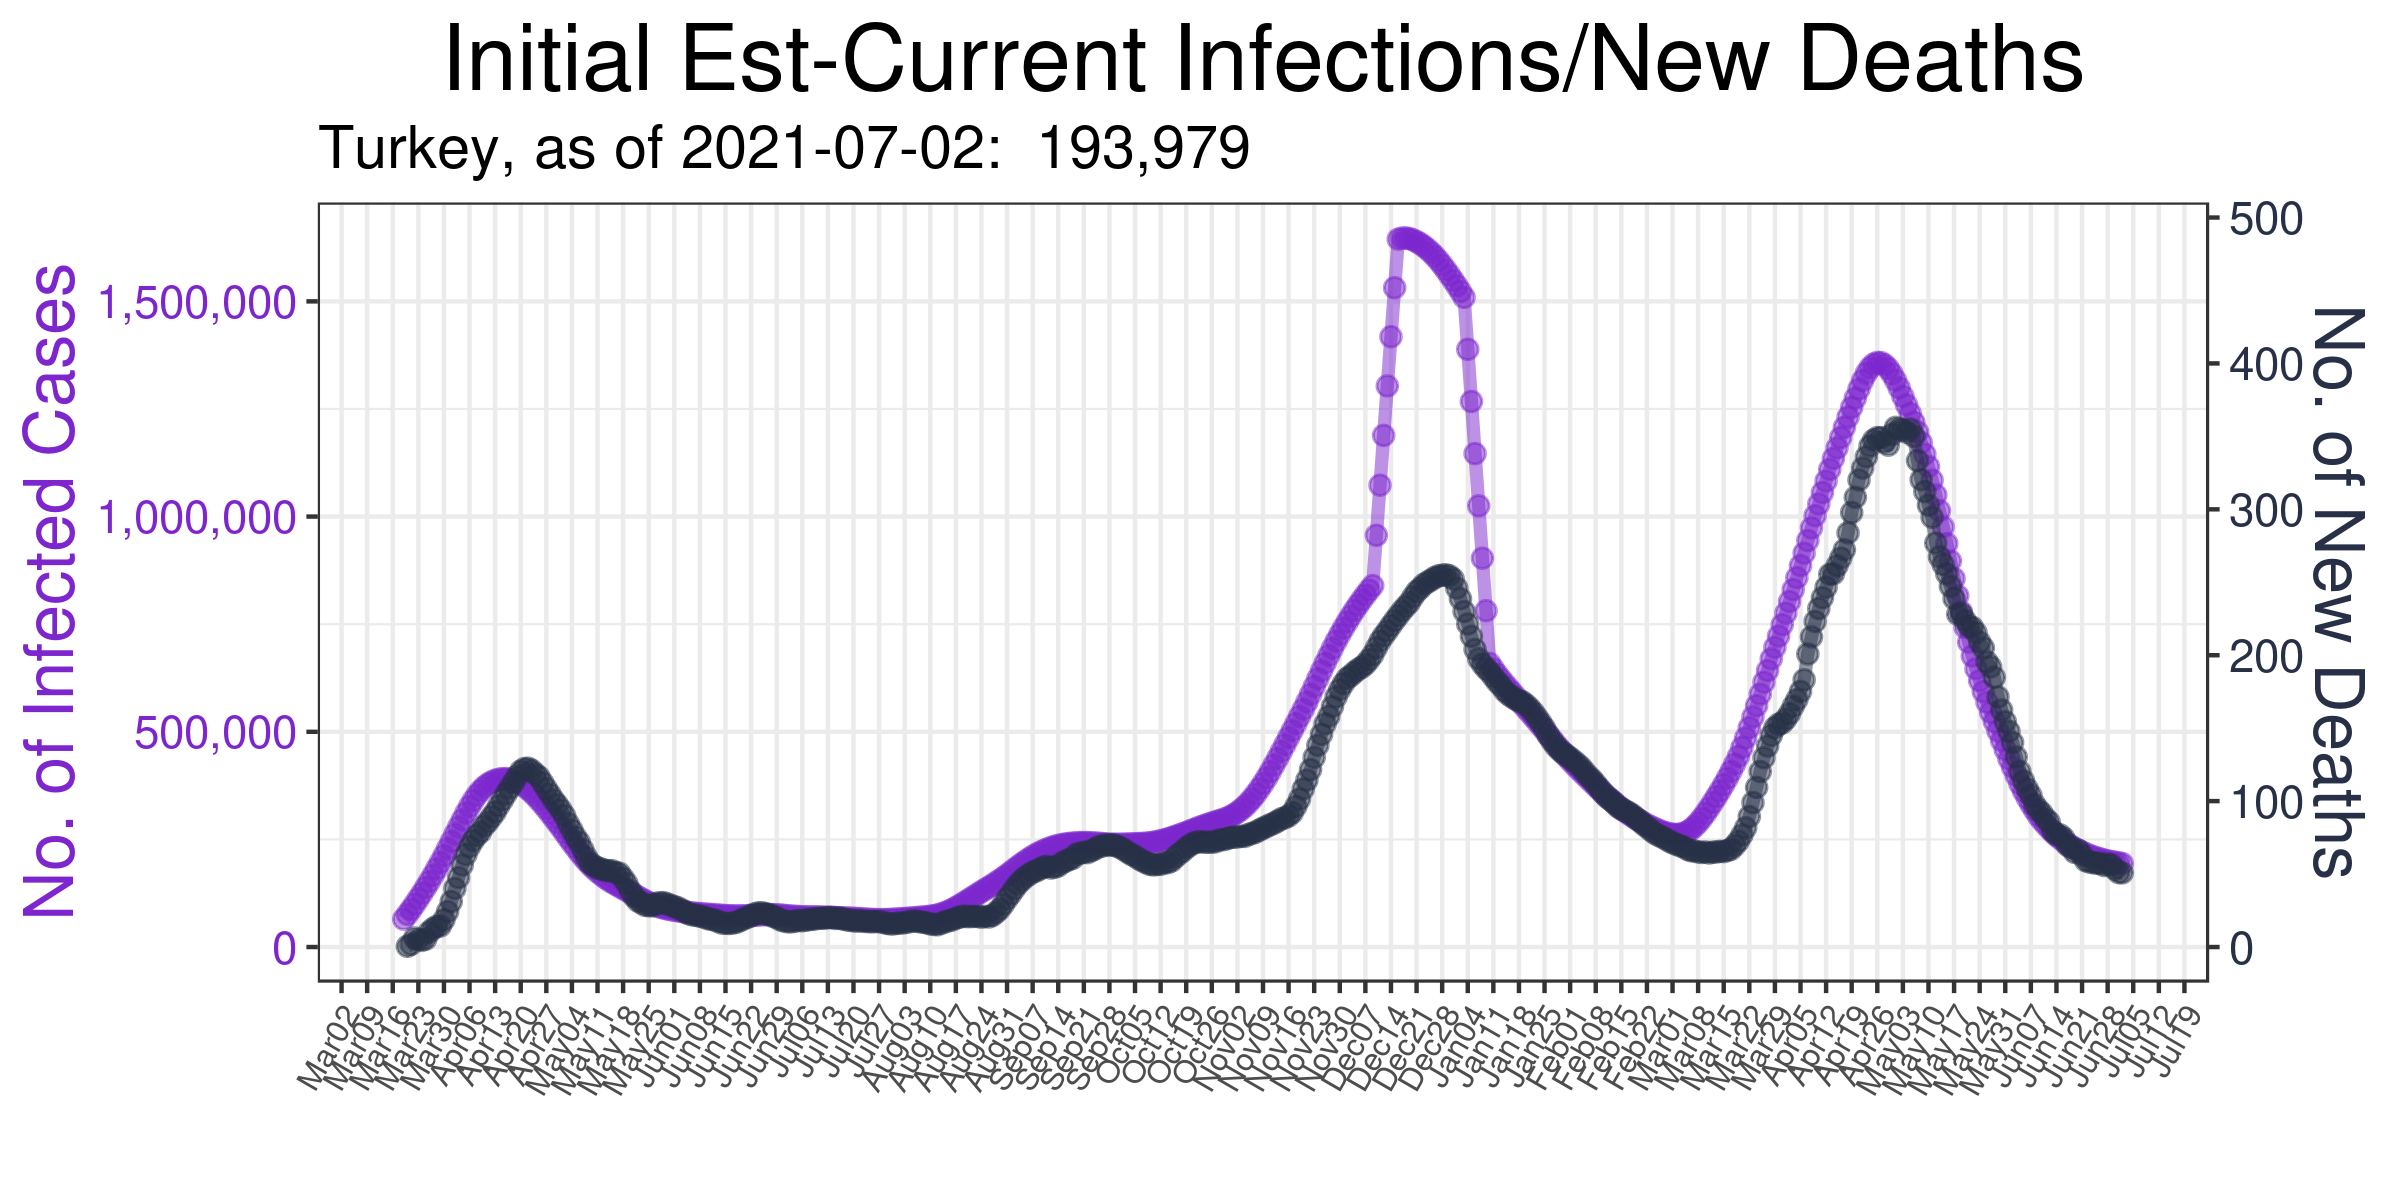 Initial Est-Current Infections/New Deaths
Turkey, as of 2021-07-02:  193,979
No. of Infected Cases
1,500,000
1,000,000
500,000
0
500
400
300
200
100
0
No. of New Deaths
Mar02
Mar09
Mar16
Mar23
Mar30
Apr06
Apr13
Apr20
Apr27
May04
May11
May18
May25
Jun01
Jun08
Jun15
Jun22
Jun29
Jul06
Jul13
Jul20
Jul27
Aug03
Aug10
Aug17
Aug24
Aug31
Sep07
Sep14
Sep21
Sep28
Oct05
Oct12
Oct19
Oct26
Nov02
Nov09
Nov16
Nov23
Nov30
Dec07
Dec14
Dec21
Dec28
Jan04
Jan11
Jan18
Jan25
Feb01
Feb08
Feb15
Feb22
Mar01
Mar08
Mar15
Mar22
Mar29
Apr05
Apr12
Apr19
Apr26
May03
May10
May17
May24
May31
Jun07
Jun14
Jun21
Jun28
Jul05
Jul12
Jul19